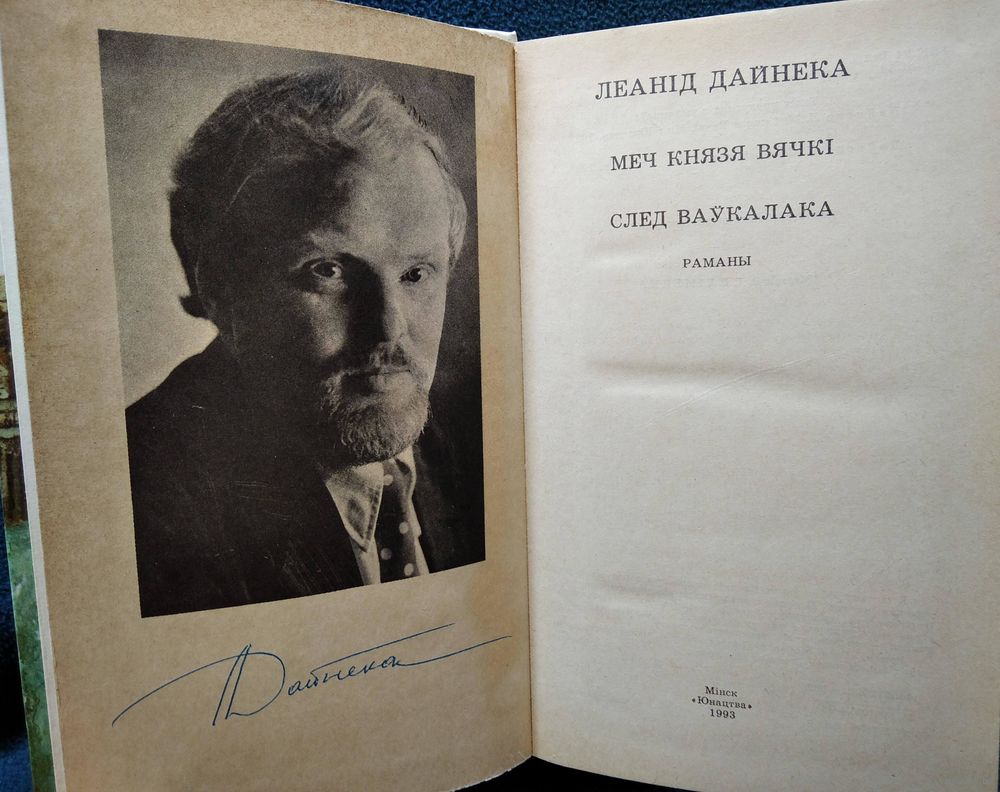 Дайнека
ЛЕАНІД ДАЙНЕКА
МЕЧ КНЯЗЯ ВЯЧКІ
СЛЕД ВАЎКАЛАКА
РАМАНЫ
Мінск
«Юнацтва»
1993